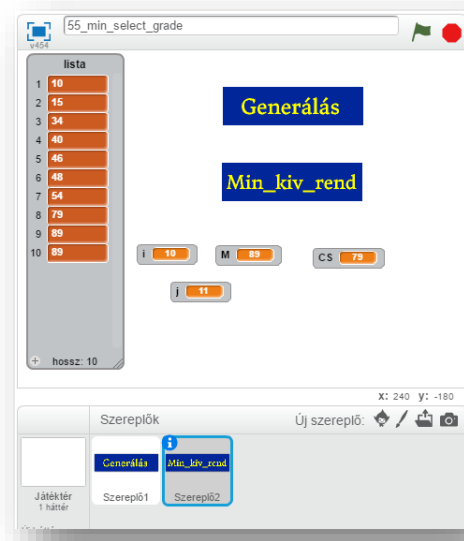 55_min_select_grade
v454
lista
1 10
2 15
3 34
4 40
5 46
6 48
7 54
8 79
9 89
10 89
hossz: 10
Generálás
Min_kiv_rend
i 10
M 89
CS 79
j 11
x: 240 y: -180
Szereplők
Új szereplő:
Generálás
Min_kiv_rend
Játéktér
1 háttér
Szereplő1
Szereplő2